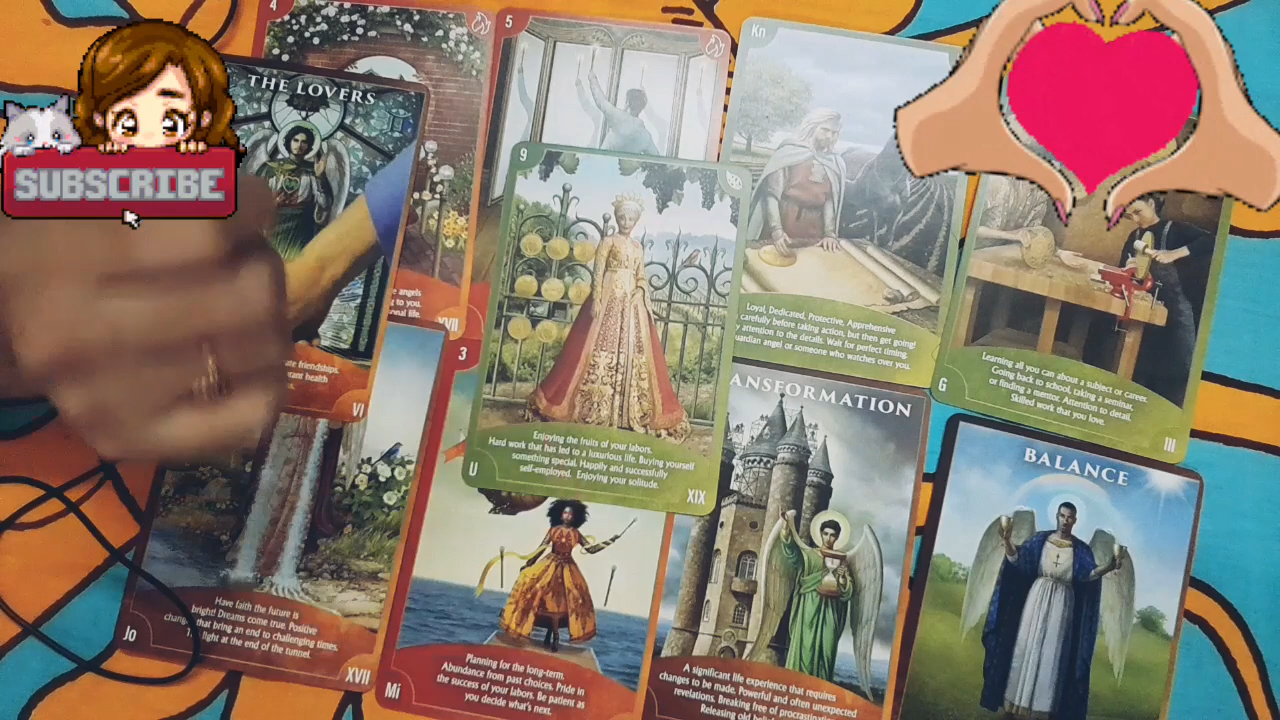 4
5
Kn
THE LOVERS
SUBSCRIBE
9
Loyal, Dedicated, Protective, Apprehensive
carefully before taking action, but then get going!
attention to the details. Wait for perfect timing.
guardian angel or someone who watches over you.
angels
to you.
life.
XVII
friendships.
health
VI
3
Enjoying the fruits of your labors.
Hard work that has led to a luxurious life. Buying yourself
something special. Happily and successfully
self-employed. Enjoying your solitude.
U
XIX
Learning all you can about a subject or career.
Going back to school, taking a seminar,
or finding a mentor. Attention to detail.
Skilled work that you love.
G
III
ANSFORMATION
BALANCE
Have faith the future is
bright! Dreams come true. Positive
that bring an end to challenging times.
light at the end of the tunnel.
Jo
XVII
Planning for the long-term.
Abundance from past choices. Pride in
the success of your labors. Be patient as
you decide what's next.
Mi
A significant life experience that requires
changes to be made. Powerful and often unexpected
revelations. Breaking free of
Releasing old